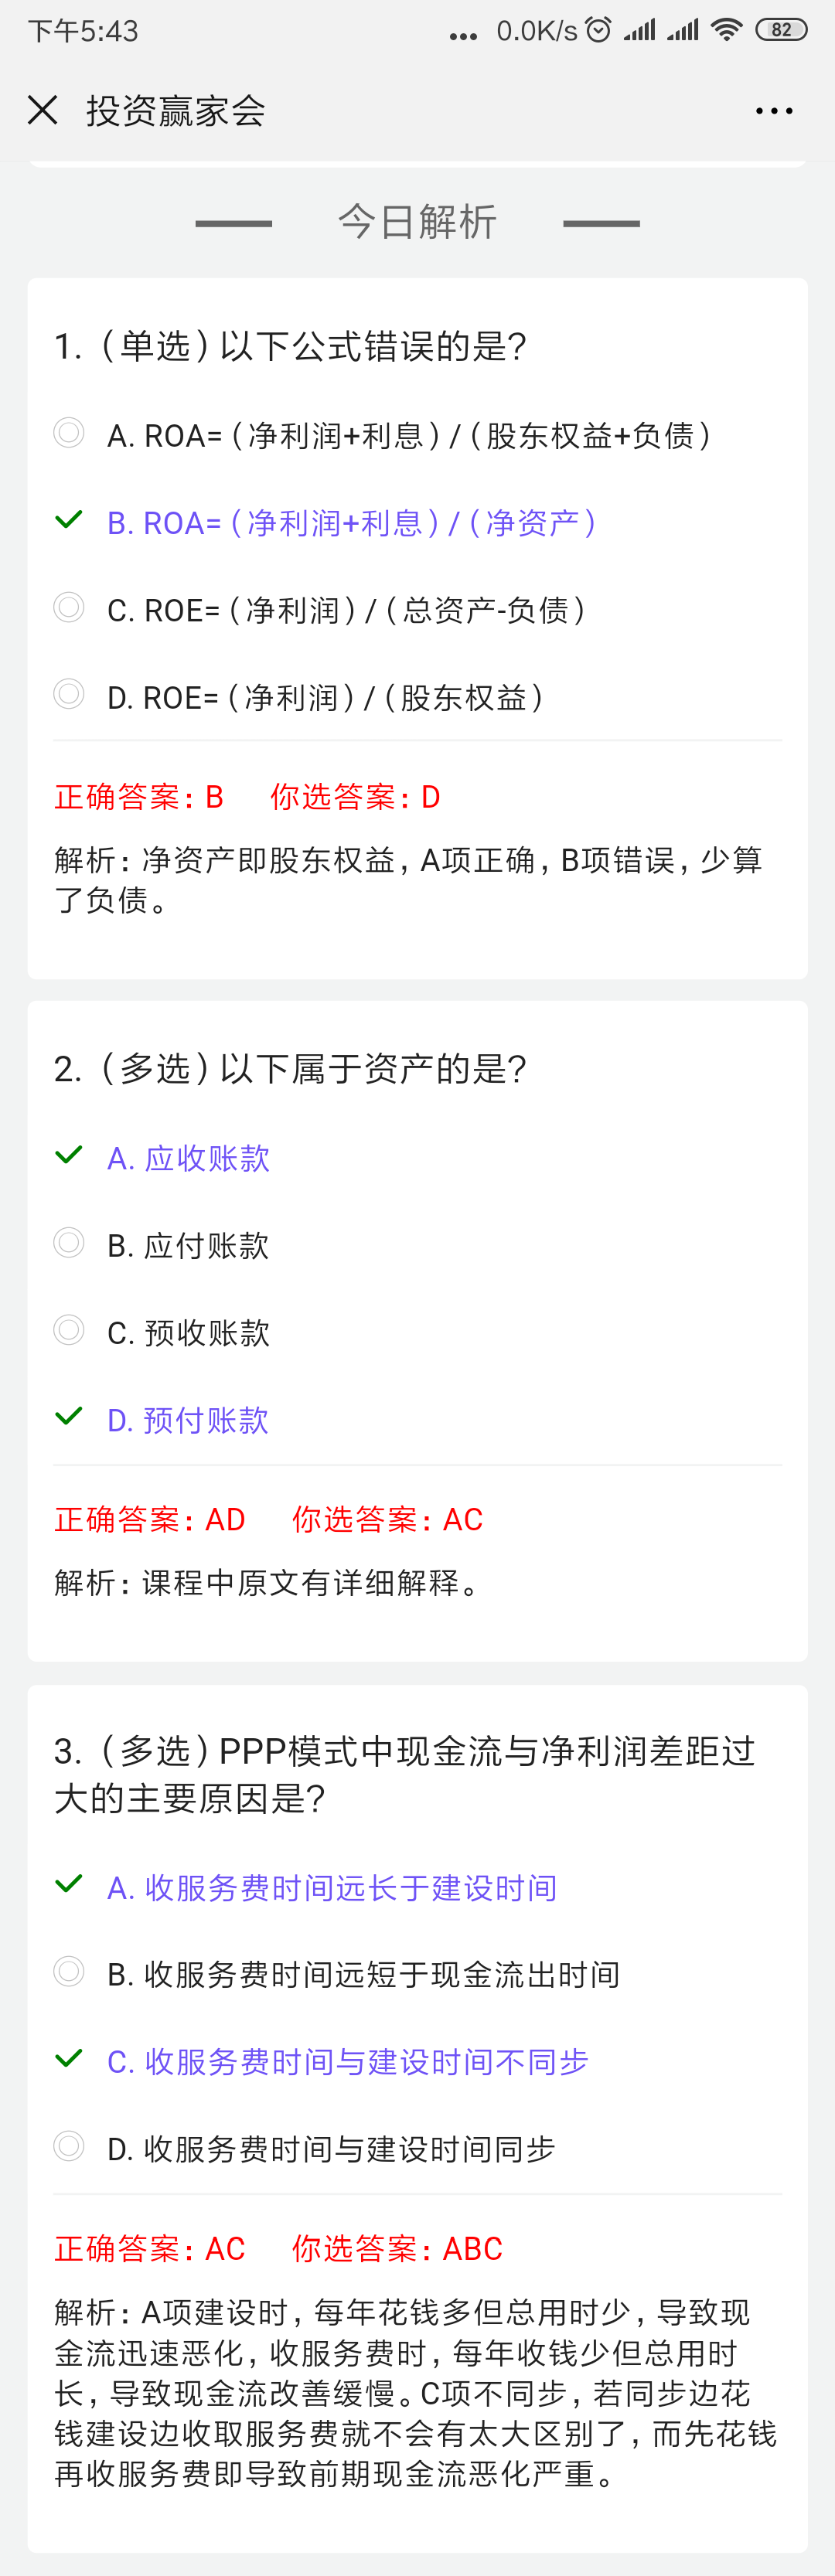 下午5:43
... 0.0K/s 82
投资赢家会
今日解析
1.（单选）以下公式错误的是?
A. ROA=（净利润+利息）/（股东权益+负债）
B. ROA=（净利润+利息）/（净资产）
C. ROE=（净利润）/（总资产-负债）
D. ROE=（净利润）/（股东权益）
正确答案：B 你选答案：D
解析：净资产即股东权益，A项正确，B项错误，少算
了负债。
2.（多选）以下属于资产的是?
A. 应收账款
B. 应付账款
C. 预收账款
D. 预付账款
正确答案：AD 你选答案：AC
解析：课程中原文有详细解释。
3.（多选）PPP模式中现金流与净利润差距过
大的主要原因是?
A. 收服务费时间远长于建设时间
B. 收服务费时间远短于现金流出时间
C. 收服务费时间与建设时间不同步
D. 收服务费时间与建设时间同步
正确答案：AC 你选答案：ABC
解析：A项建设时，每年花钱多但总用时少，导致现
金流迅速恶化，收服务费时，每年收钱少但总用时
长，导致现金流改善缓慢。C项不同步，若同步边花
钱建设边收取服务费就不会有太大区别了，而先花钱
再收服务费即导致前期现金流恶化严重。